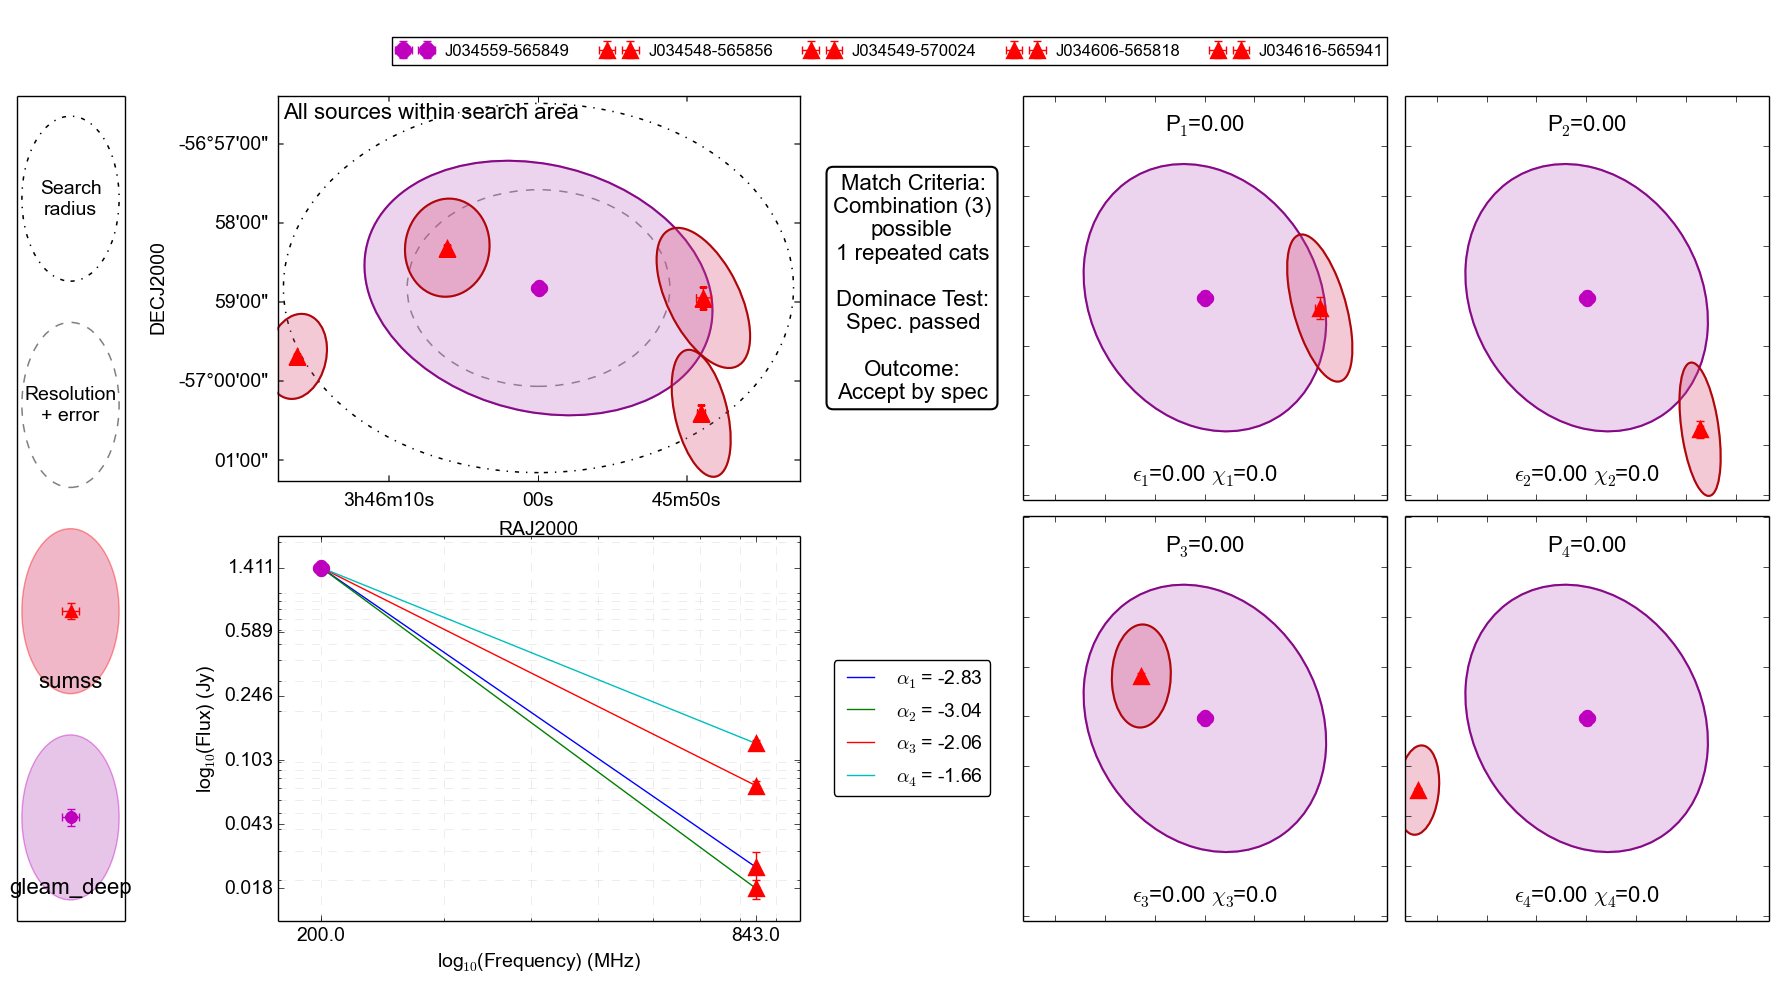 J034559-565849
J034548-565856
J034549-570024
J034606-565818
J034616-565941
Search
radius
Resolution
+ error
sumss
gleam_deep
All sources within search area
DECJ2000
-56°57'00"
58'00"
59'00"
-57°00'00"
01'00"
3h46m10s
00s
45m50s
RAJ2000
Match Criteria:
Combination (3)
possible
1 repeated cats
Dominace Test:
Spec. passed
Outcome:
Accept by spec
P1=0.00
ϵ1=0.00 χ1=0.0
P2=0.00
ϵ2=0.00 χ2=0.0
log10(Flux) (Jy)
1.411
0.589
0.246
0.103
0.043
0.018
200.0
843.0
log10(Frequency) (MHz)
α1 = -2.83
α2 = -3.04
α3 = -2.06
α4 = -1.66
P3=0.00
ϵ3=0.00 χ3=0.0
P4=0.00
ϵ4=0.00 χ4=0.0